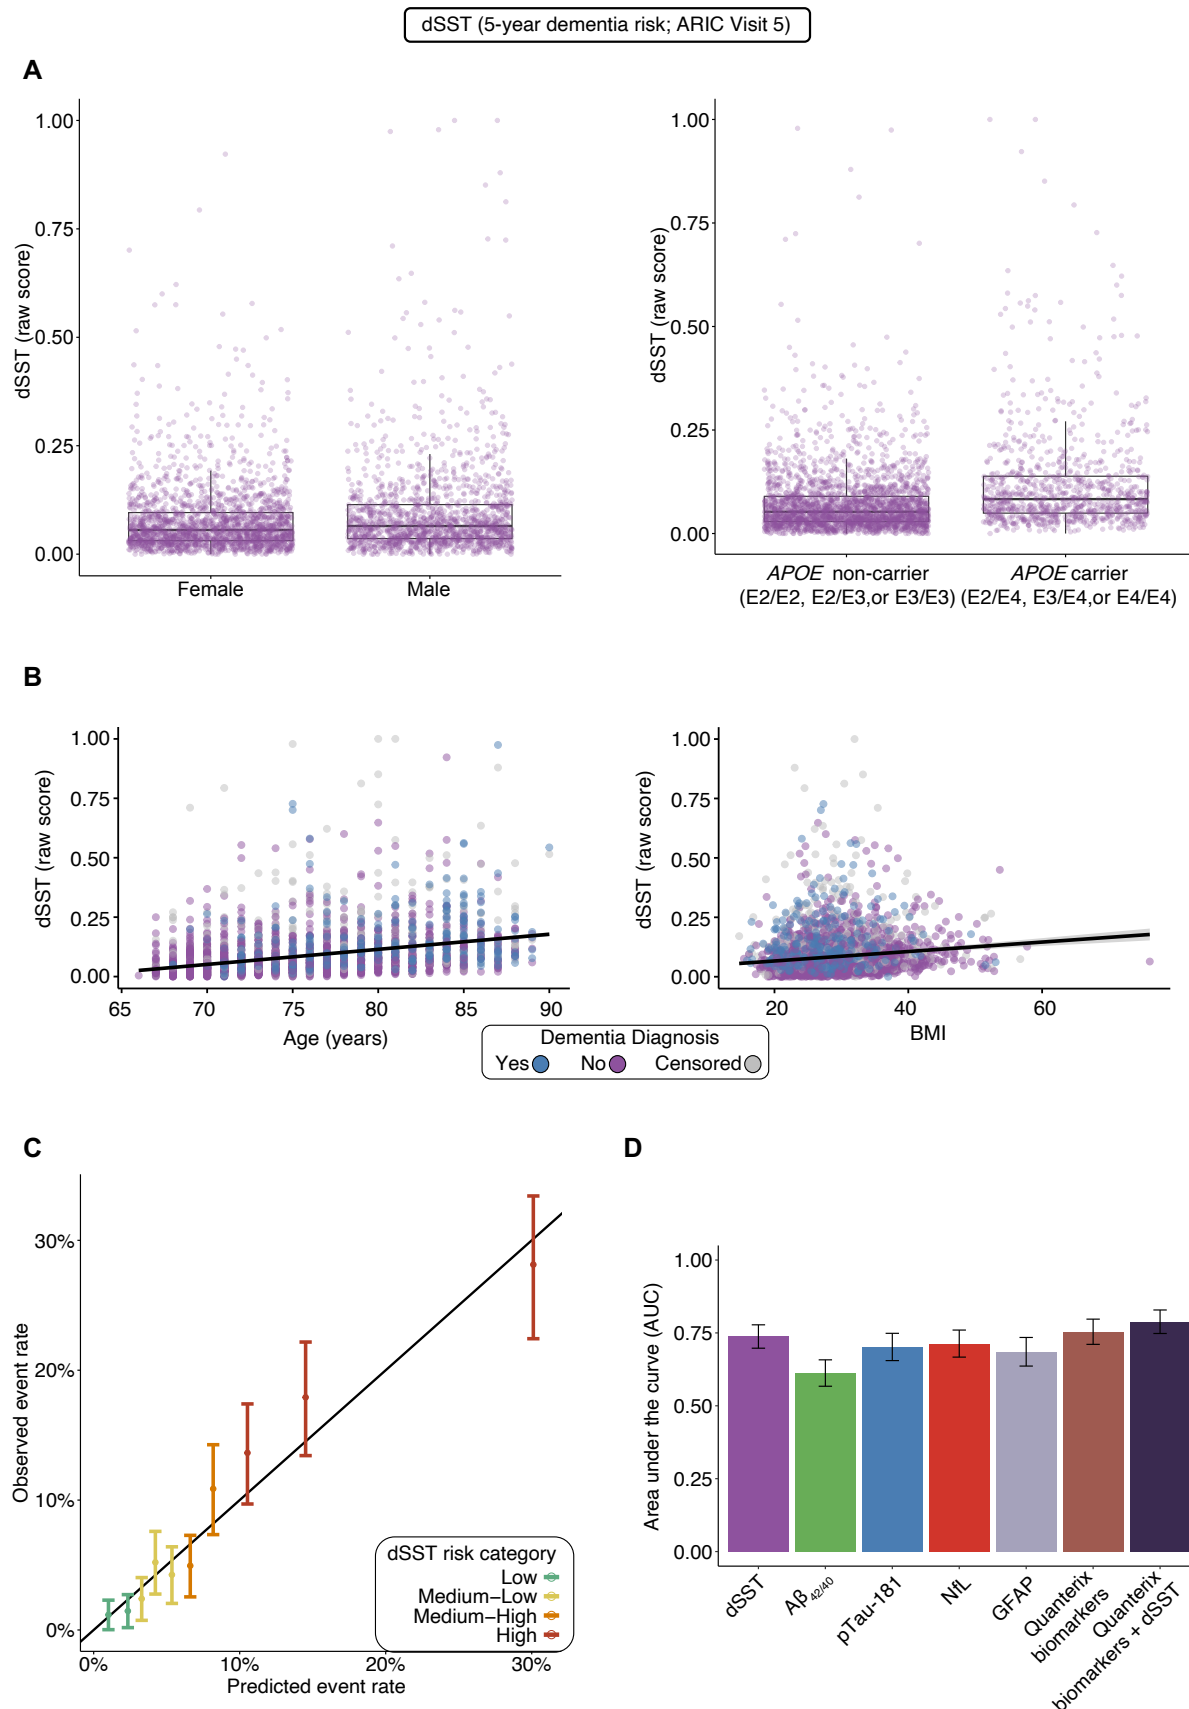 dSST (5-year dementia risk; ARIC Visit 5)
A
dSST (raw score)
1.00
0.75
0.50
0.25
0.00
Female
Male
dSST (raw score)
1.00
0.75
0.50
0.25
0.00
APOE non-carrier
(E2/E2, E2/E3,or E3/E3)
APOE carrier
(E2/E4, E3/E4,or E4/E4)
B
dSST (raw score)
1.00
0.75
0.50
0.25
0.00
65
70
75
80
85
90
Age (years)
dSST (raw score)
1.00
0.75
0.50
0.25
0.00
20
40
60
BMI
Dementia Diagnosis
Yes
No
Censored
C
Observed event rate
30%
20%
10%
0%
0%
10%
20%
30%
Predicted event rate
dSST risk category
Low
Medium−Low
Medium−High
High
D
Area under the curve (AUC)
1.00
0.75
0.50
0.25
0.00
dSST
Aβ42/40
pTau-181
NfL
GFAP
Quanterix
biomarkers
Quanterix
biomarkers + dSST